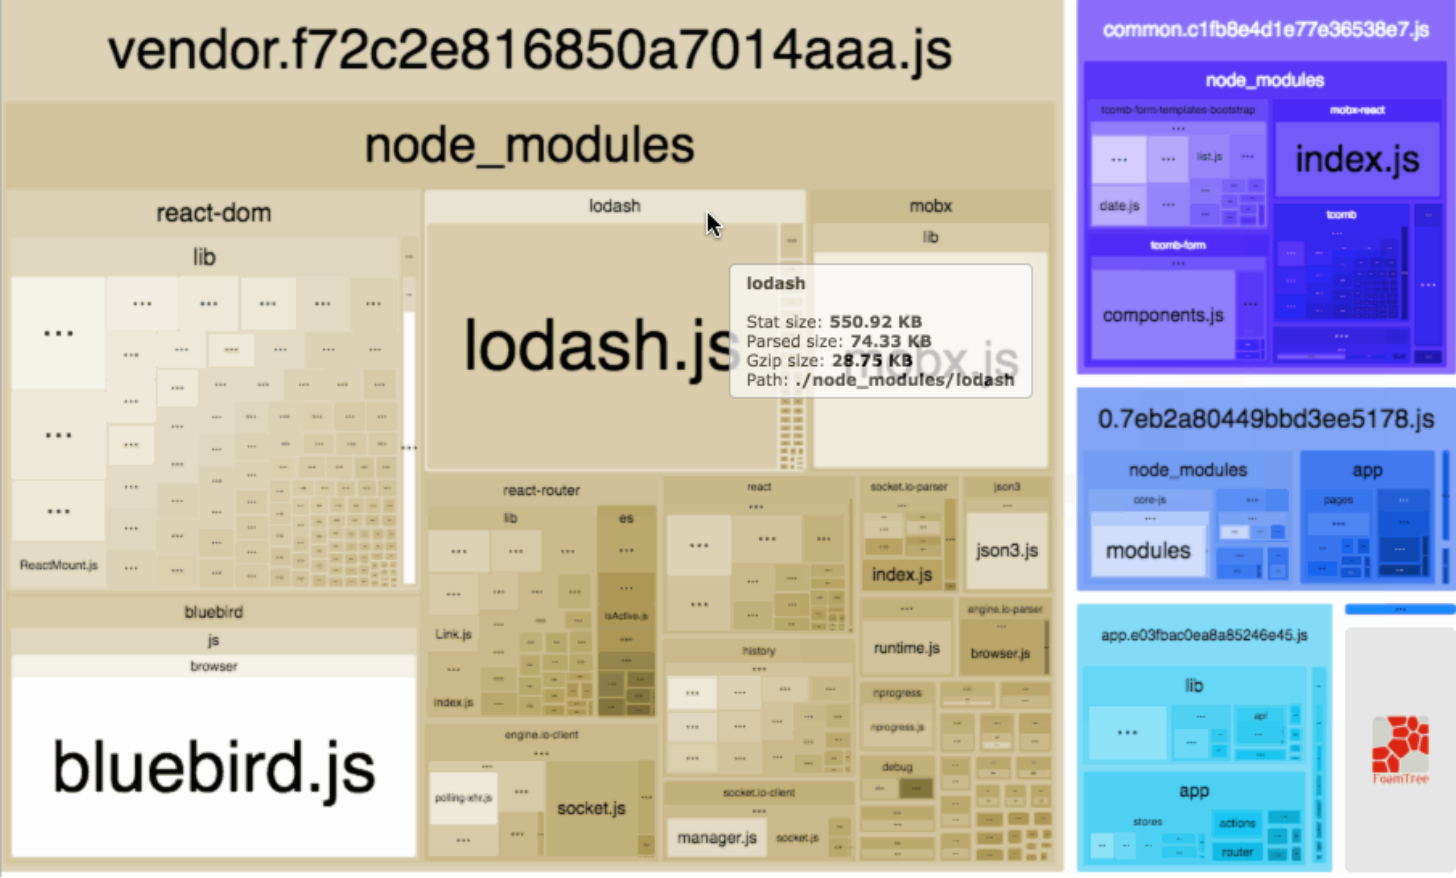 vendor.f72c2e816850a7014aaa.js
node_modules
react-dom
lib
ReactMount.js
bluebird
js
browser
bluebird.js
lodash
lodash.js
mobx
lib
mobx.js
lodash
Stat size: 550.92 KB
Parsed size: 74.33 KB
Gzip size: 28.75 KB
Path: ./node_modules/lodash
react-router
lib
es
isActive.js
Link.js
index.js
engine.io-client
polling-xhr.js
socket.js
react
history
socket.io-client
manager.js
socket.js
socket.io-parser
index.js
json3
json3.js
runtime.js
engine.io-parser
browser.js
nprogress
nprogress.js
debug
common.c1fb8e4d1e77e36538e7.js
node_modules
tcomb-form-templates-bootstrap
list.js
date.js
mobx-react
index.js
tcomb-form
components.js
tcomb
0.7eb2a80449bbd3ee5178.js
node_modules
core-js
modules
app
pages
app.e03fbac0ea8a85246e45.js
lib
api
app
stores
actions
router
FoamTree